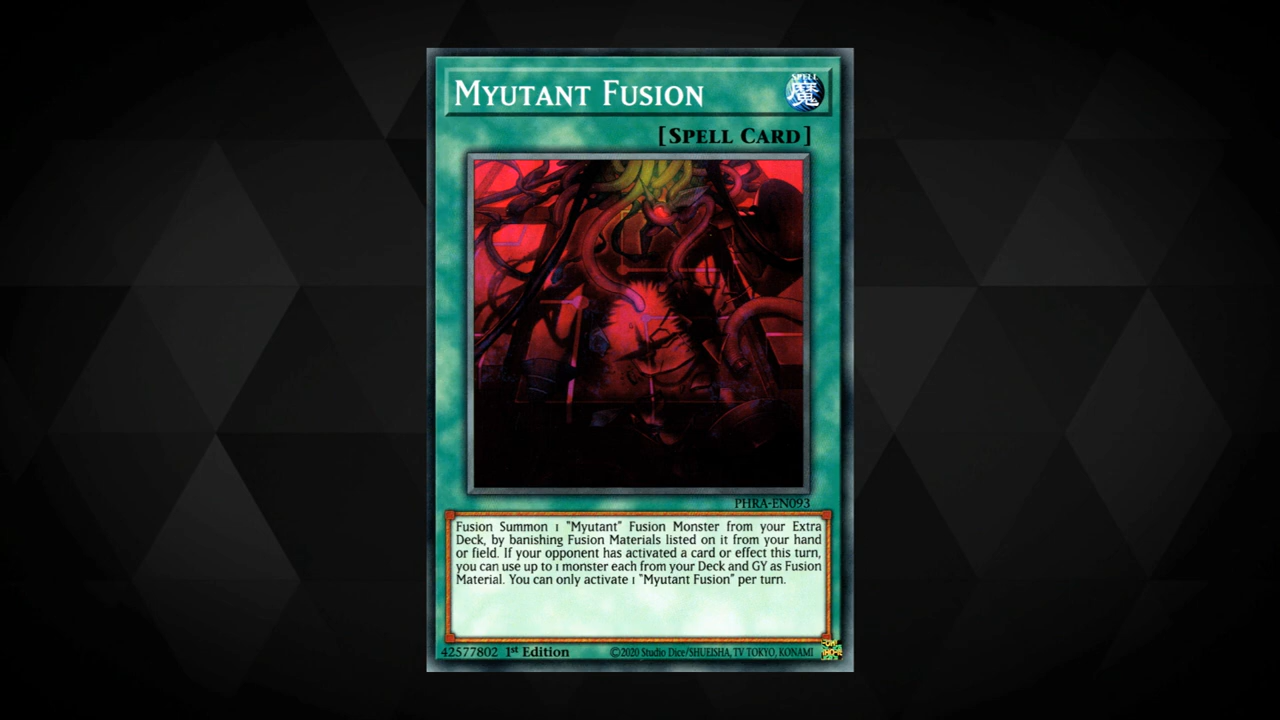 Myutant Fusion
SPELL
魔
[Spell Card]
PHRA-EN093
Fusion Summon 1 "Myutant" Fusion Monster from your Extra
Deck, by banishing Fusion Materials listed on it from your hand
or field. If your opponent has activated a card or effect this turn,
you can use up to 1 monster each from your Deck and GY as Fusion
Material. You can only activate 1 "Myutant Fusion" per turn.
42577802 1st Edition ©2020 Studio Dice/SHUEISHA, TV TOKYO, KONAMI